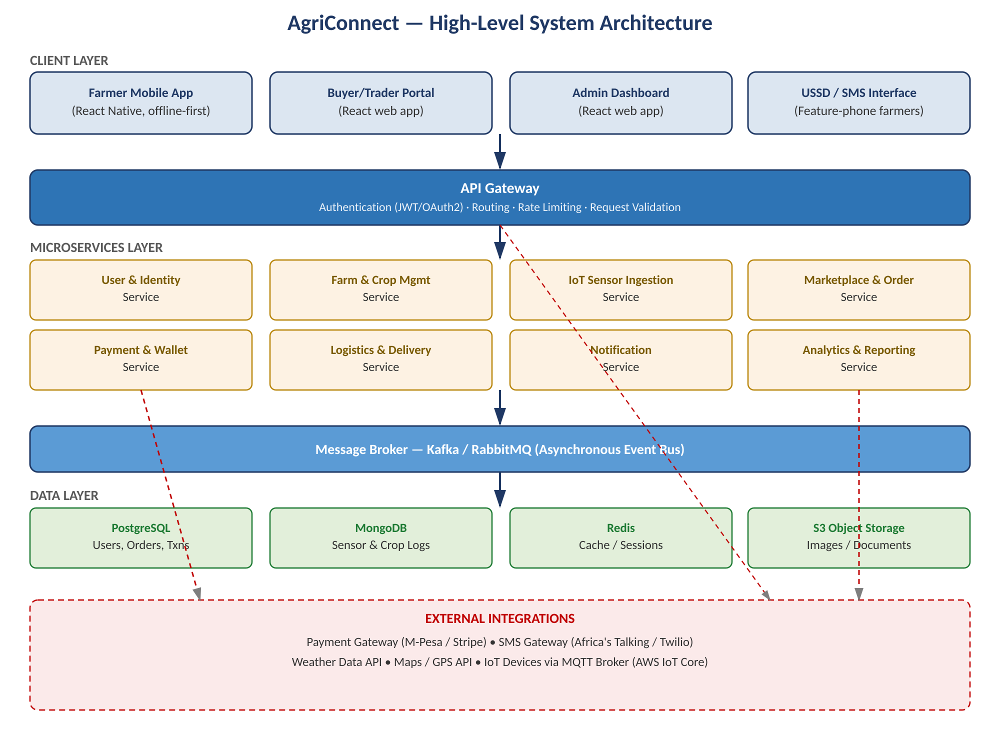 AgriConnect — High-Level System Architecture
CLIENT LAYER
Farmer Mobile App
(React Native, offline-first)
Buyer/Trader Portal
(React web app)
Admin Dashboard
(React web app)
USSD / SMS Interface
(Feature-phone farmers)
API Gateway
Authentication (JWT/OAuth2) · Routing · Rate Limiting · Request Validation
MICROSERVICES LAYER
User & Identity
Service
Farm & Crop Mgmt
Service
IoT Sensor Ingestion
Service
Marketplace & Order
Service
Payment & Wallet
Service
Logistics & Delivery
Service
Notification
Service
Analytics & Reporting
Service
Message Broker — Kafka / RabbitMQ (Asynchronous Event Bus)
DATA LAYER
PostgreSQL
Users, Orders, Txns
MongoDB
Sensor & Crop Logs
Redis
Cache / Sessions
S3 Object Storage
Images / Documents
EXTERNAL INTEGRATIONS
Payment Gateway (M-Pesa / Stripe) • SMS Gateway (Africa's Talking / Twilio)
Weather Data API • Maps / GPS API • IoT Devices via MQTT Broker (AWS IoT Core)